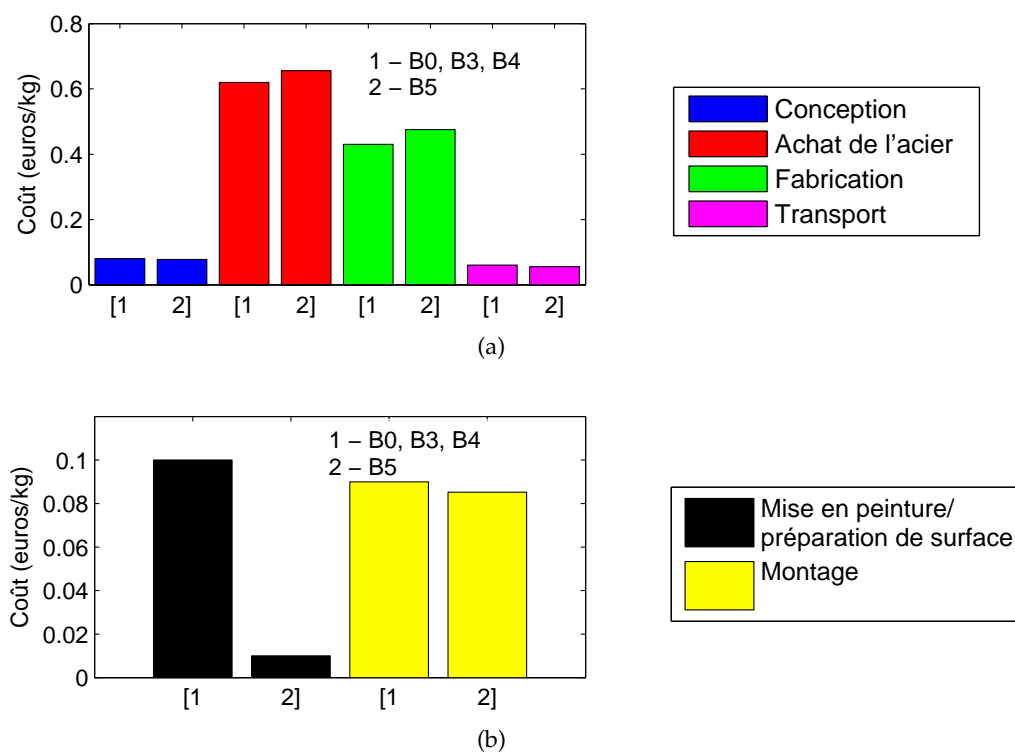 0.8
0.6
0.4
0.2
0
Coût (euros/kg)
1 – B0, B3, B4
2 – B5
[1 2] [1 2] [1 2] [1 2]
Conception
Achat de l'acier
Fabrication
Transport
(a)
0.1
0.08
0.06
0.04
0.02
0
Coût (euros/kg)
1 – B0, B3, B4
2 – B5
[1 2] [1 2]
Mise en peinture/
préparation de surface
Montage
(b)